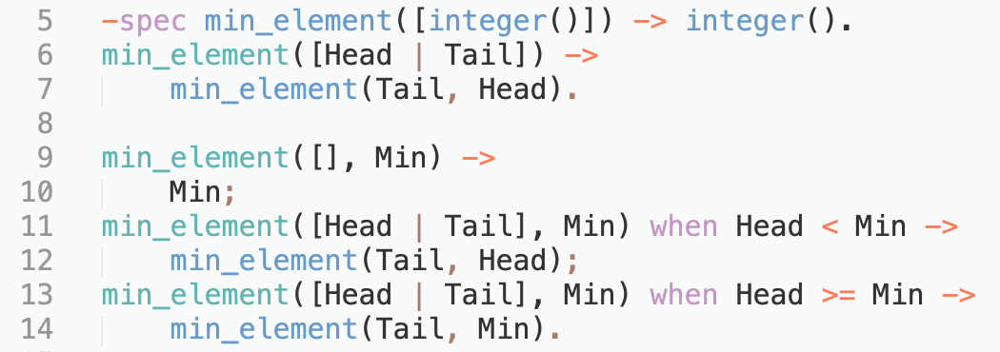 5 -spec min_element([integer()]) -> integer().
6 min_element([Head | Tail]) ->
7     min_element(Tail, Head).
8
9 min_element([], Min) ->
10     Min;
11 min_element([Head | Tail], Min) when Head < Min ->
12     min_element(Tail, Head);
13 min_element([Head | Tail], Min) when Head >= Min ->
14     min_element(Tail, Min).